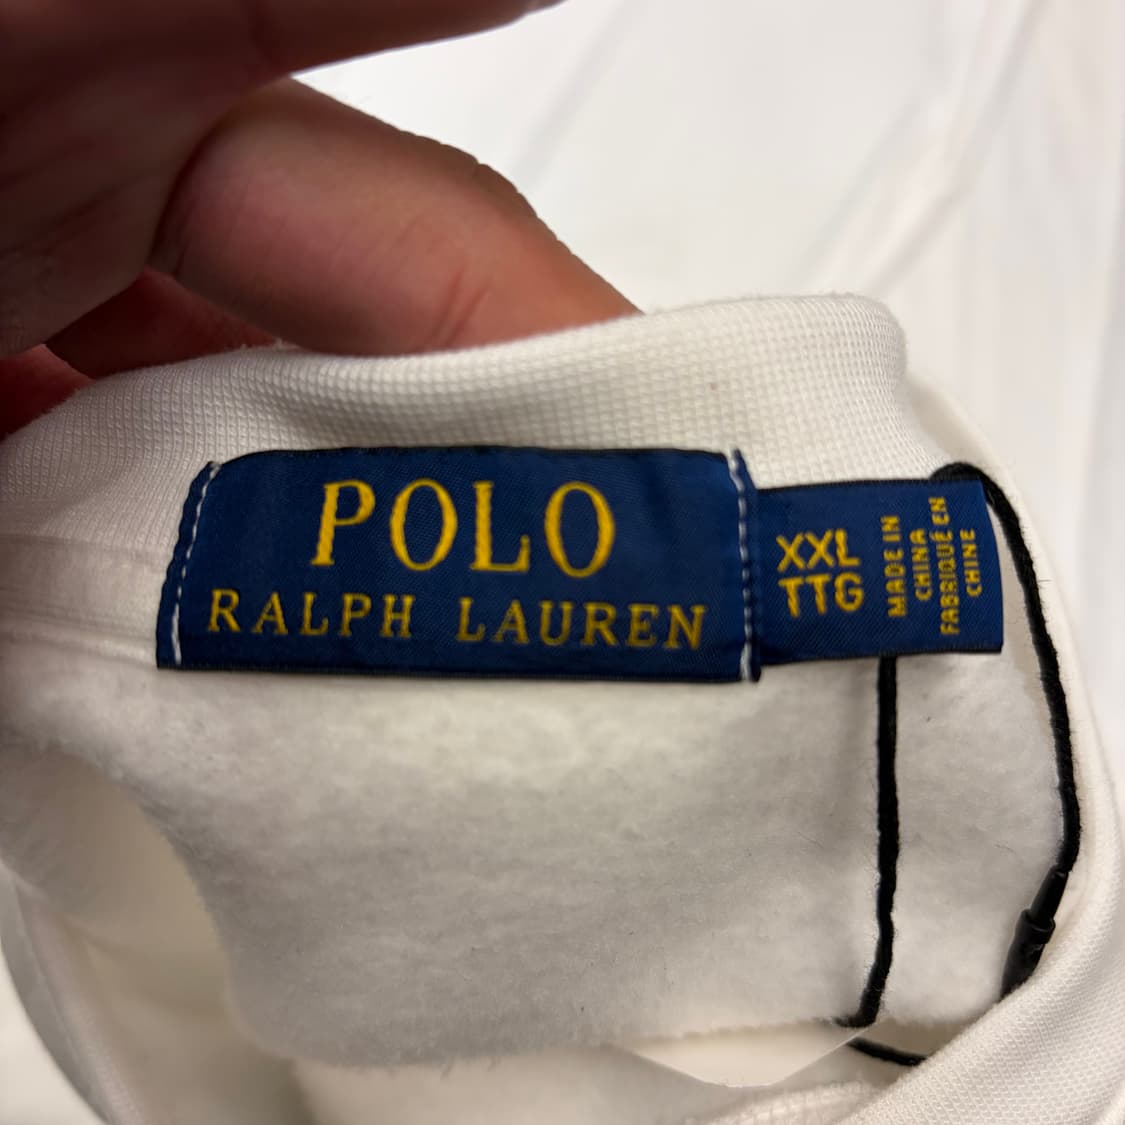 POLO
RALPH LAUREN
XXL
TTG
MADE IN
CHINA
FABRIQUÉ EN
CHINE